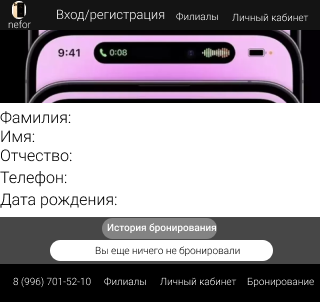 nefor
Вход/регистрация Филиалы Личный кабинет
9:41 0:08
Фамилия:
Имя:
Отчество:
Телефон:
Дата рождения:
История бронирования
Вы еще ничего не бронировали
8 (996) 701-52-10 Филиалы Личный кабинет Бронирование